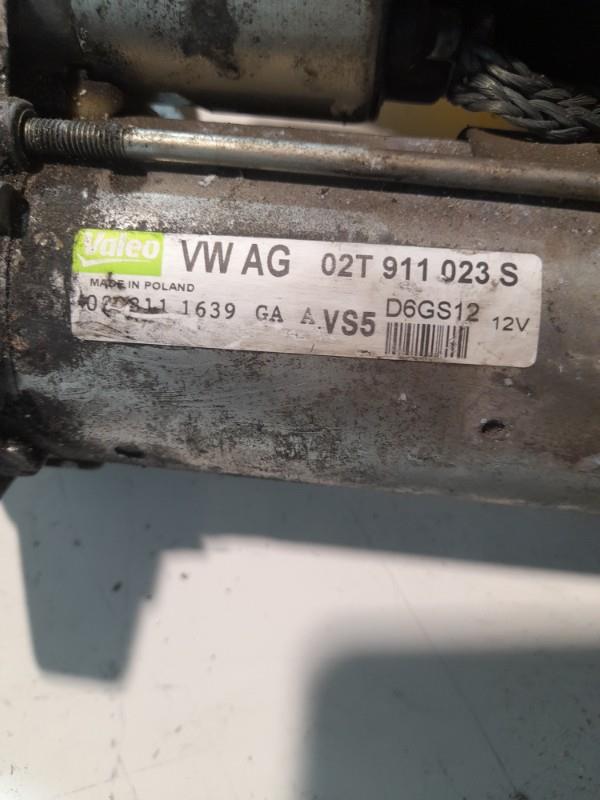 Valeo VW AG 02T 911 023 S
MADE IN POLAND
1639 GA A VS5 D6GS12 12V